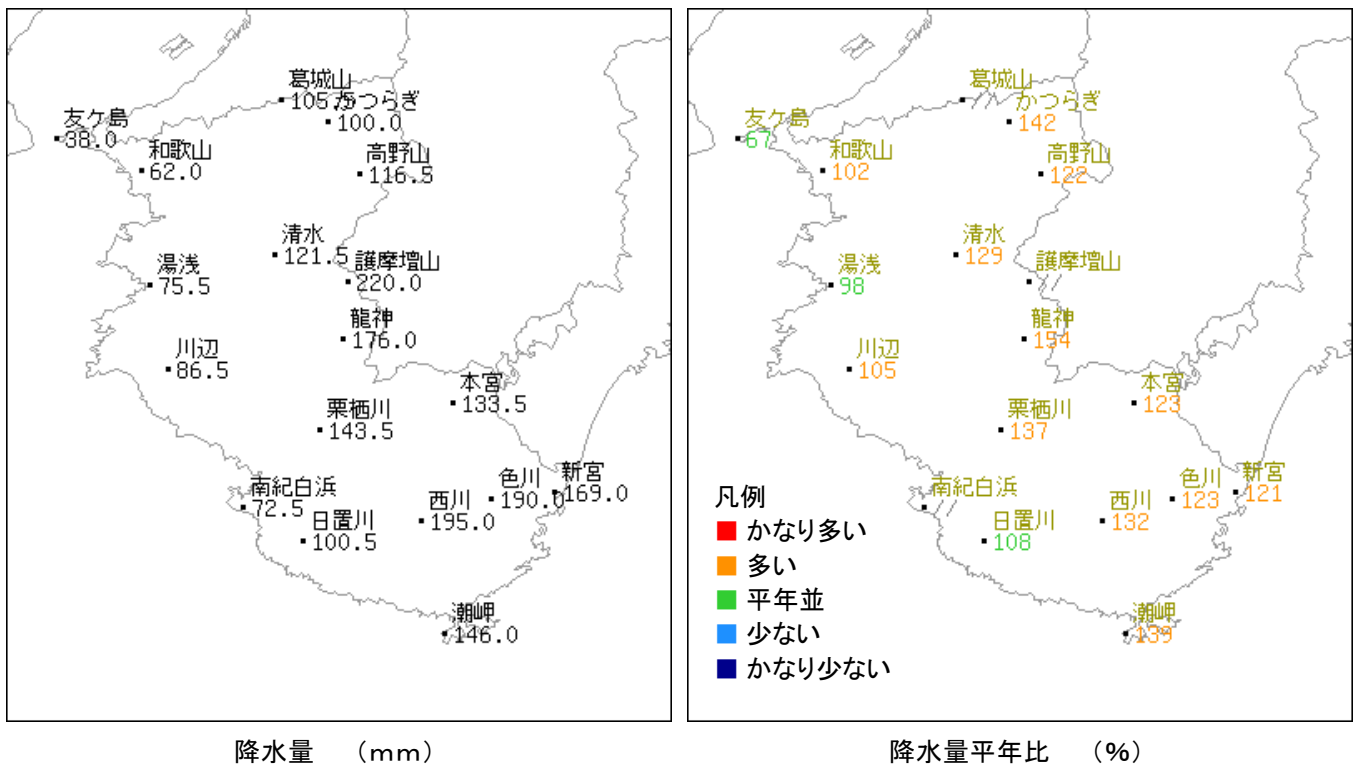 葛城山
105.5
かつらぎ
100.0
友ケ島
38.0
和歌山
62.0
高野山
116.5
清水
121.5
湯浅
75.5
護摩壇山
220.0
龍神
176.0
川辺
86.5
本宮
133.5
栗栖川
143.5
南紀白浜
72.5
日置川
100.5
西川
195.0
色川
190.0
新宮
169.0
潮岬
146.0
降水量 (mm)
葛城山
///
かつらぎ
142
友ケ島
67
和歌山
102
高野山
122
清水
129
湯浅
98
護摩壇山
//
龍神
154
川辺
105
本宮
123
栗栖川
137
南紀白浜
//
日置川
108
西川
132
色川
123
新宮
121
潮岬
139
凡例
かなり多い
多い
平年並
少ない
かなり少ない
降水量平年比 (%)